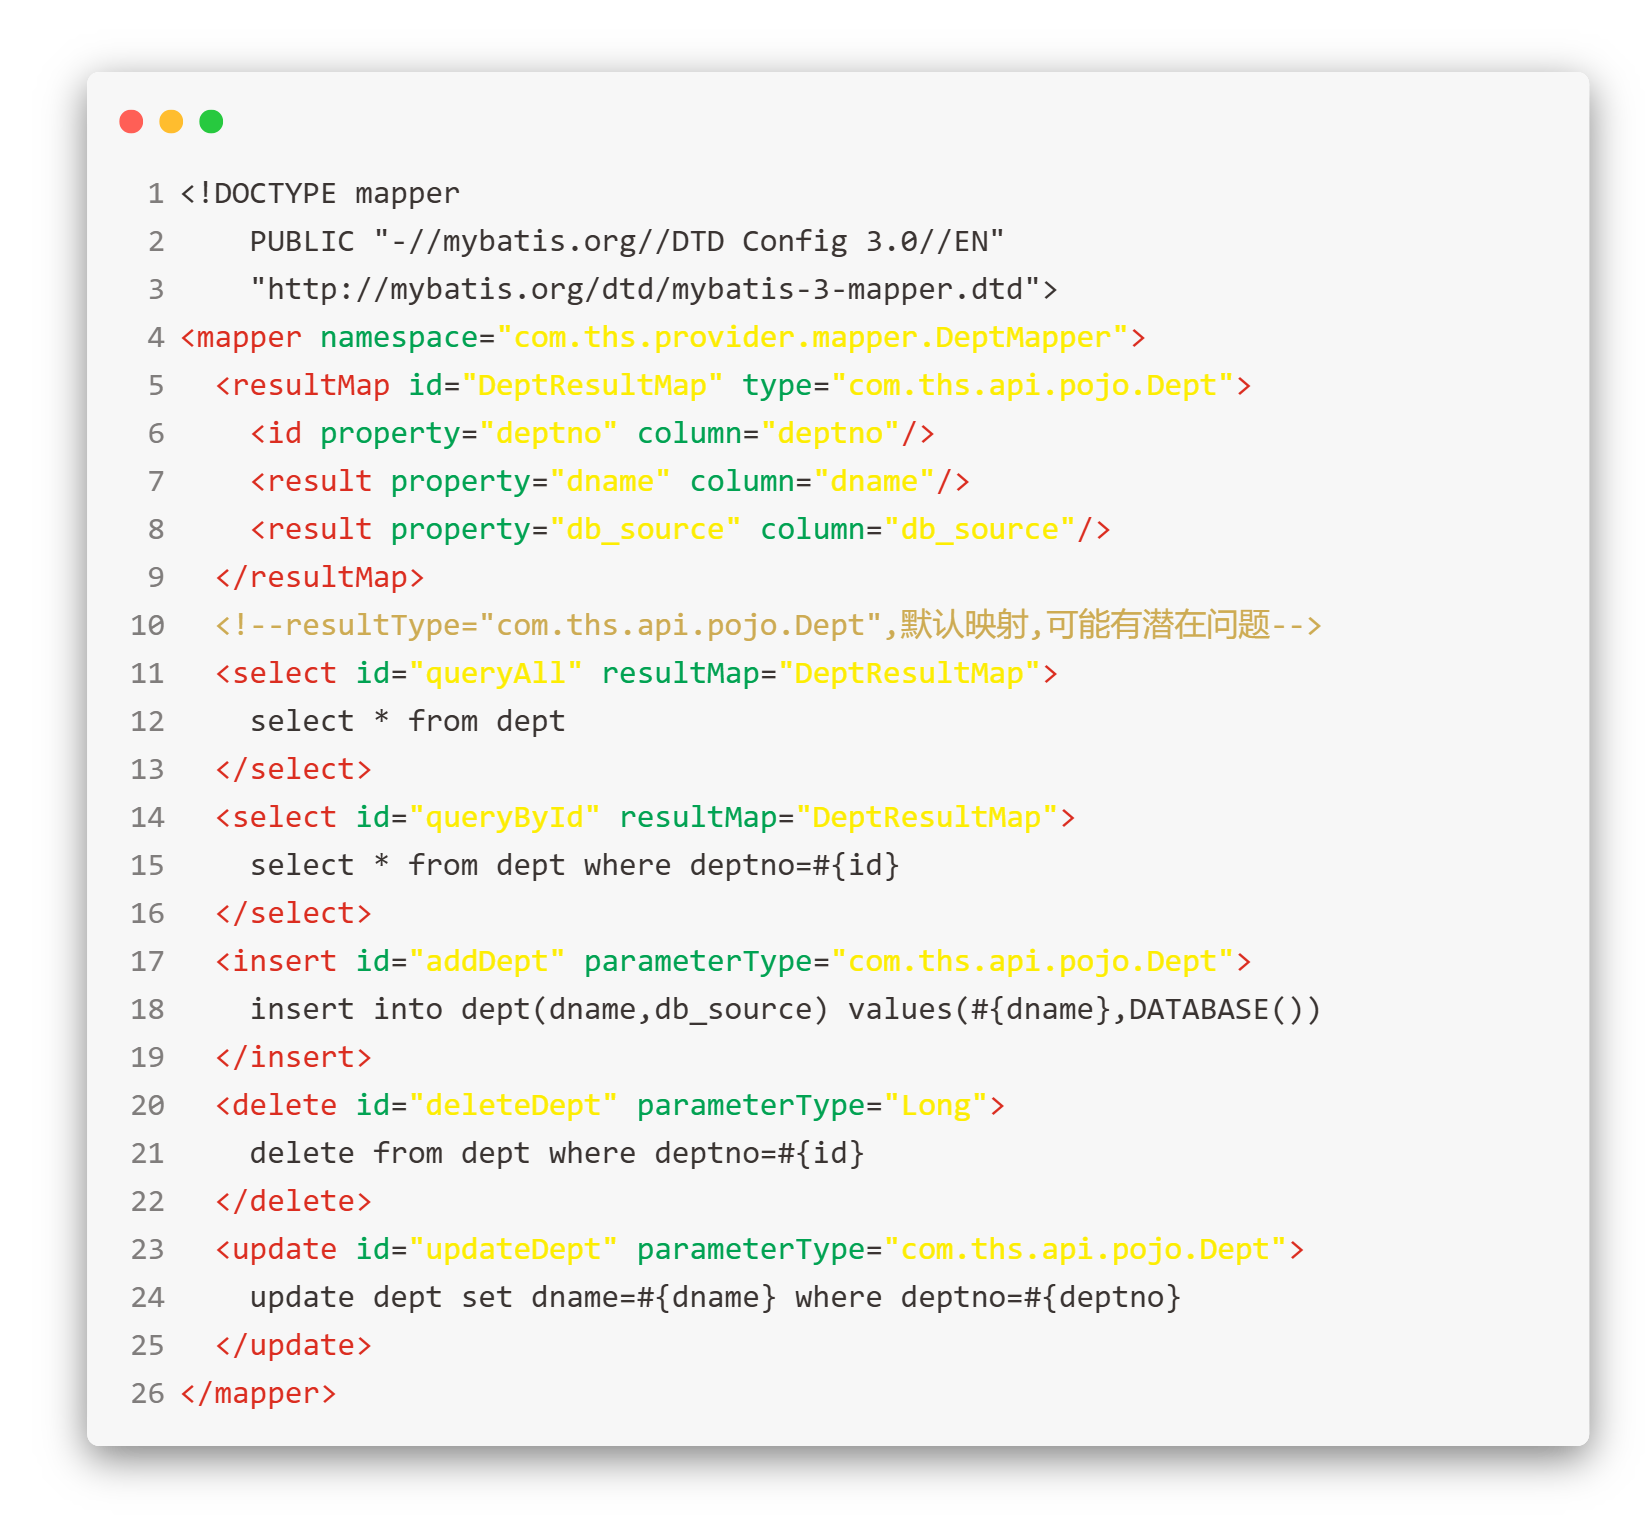 1 <!DOCTYPE mapper
2     PUBLIC "-//mybatis.org//DTD Config 3.0//EN"
3     "http://mybatis.org/dtd/mybatis-3-mapper.dtd">
4 <mapper namespace="com.ths.provider.mapper.DeptMapper">
5   <resultMap id="DeptResultMap" type="com.ths.api.pojo.Dept">
6     <id property="deptno" column="deptno"/>
7     <result property="dname" column="dname"/>
8     <result property="db_source" column="db_source"/>
9   </resultMap>
10   <!--resultType="com.ths.api.pojo.Dept",默认映射,可能有潜在问题-->
11   <select id="queryAll" resultMap="DeptResultMap">
12     select * from dept
13   </select>
14   <select id="queryById" resultMap="DeptResultMap">
15     select * from dept where deptno=#{id}
16   </select>
17   <insert id="addDept" parameterType="com.ths.api.pojo.Dept">
18     insert into dept(dname,db_source) values(#{dname},DATABASE())
19   </insert>
20   <delete id="deleteDept" parameterType="Long">
21     delete from dept where deptno=#{id}
22   </delete>
23   <update id="updateDept" parameterType="com.ths.api.pojo.Dept">
24     update dept set dname=#{dname} where deptno=#{deptno}
25   </update>
26 </mapper>